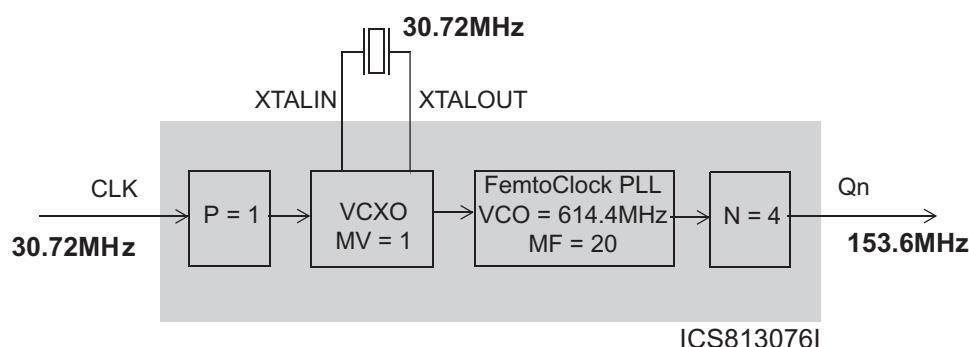 30.72MHz
XTALIN
XTALOUT
CLK
30.72MHz
P = 1
VCXO
MV = 1
FemtoClock PLL
VCO = 614.4MHz
MF = 20
N = 4
Qn
153.6MHz
ICS813076I